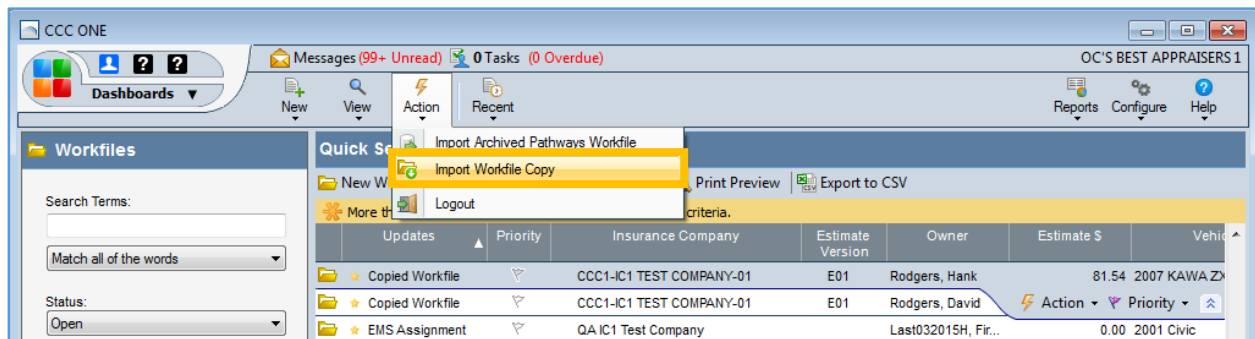 CCC ONE
Messages (99+ Unread) 0 Tasks (0 Overdue) OC'S BEST APPRAISERS 1
? ?
Dashboards
New View Action Recent Reports Configure Help
Import Archived Pathways Workfile
Workfiles Quick
Import Workfile Copy
New Print Preview Export to CSV
Search Terms:
Logout
More criteria.
Updates Priority Insurance Company Estimate Version Owner Estimate $
Match all of the words
Copied Workfile CCC1-IC1 TEST COMPANY-01 E01 Rodgers, Hank 81.54 2007 KAWA
Status:
Copied Workfile CCC1-IC1 TEST COMPANY-01 E01 Rodgers, David Action Priority
Open
EMS Assignment QA IC1 Test Company Last032015H, Fir... 0.00 2001 Civic